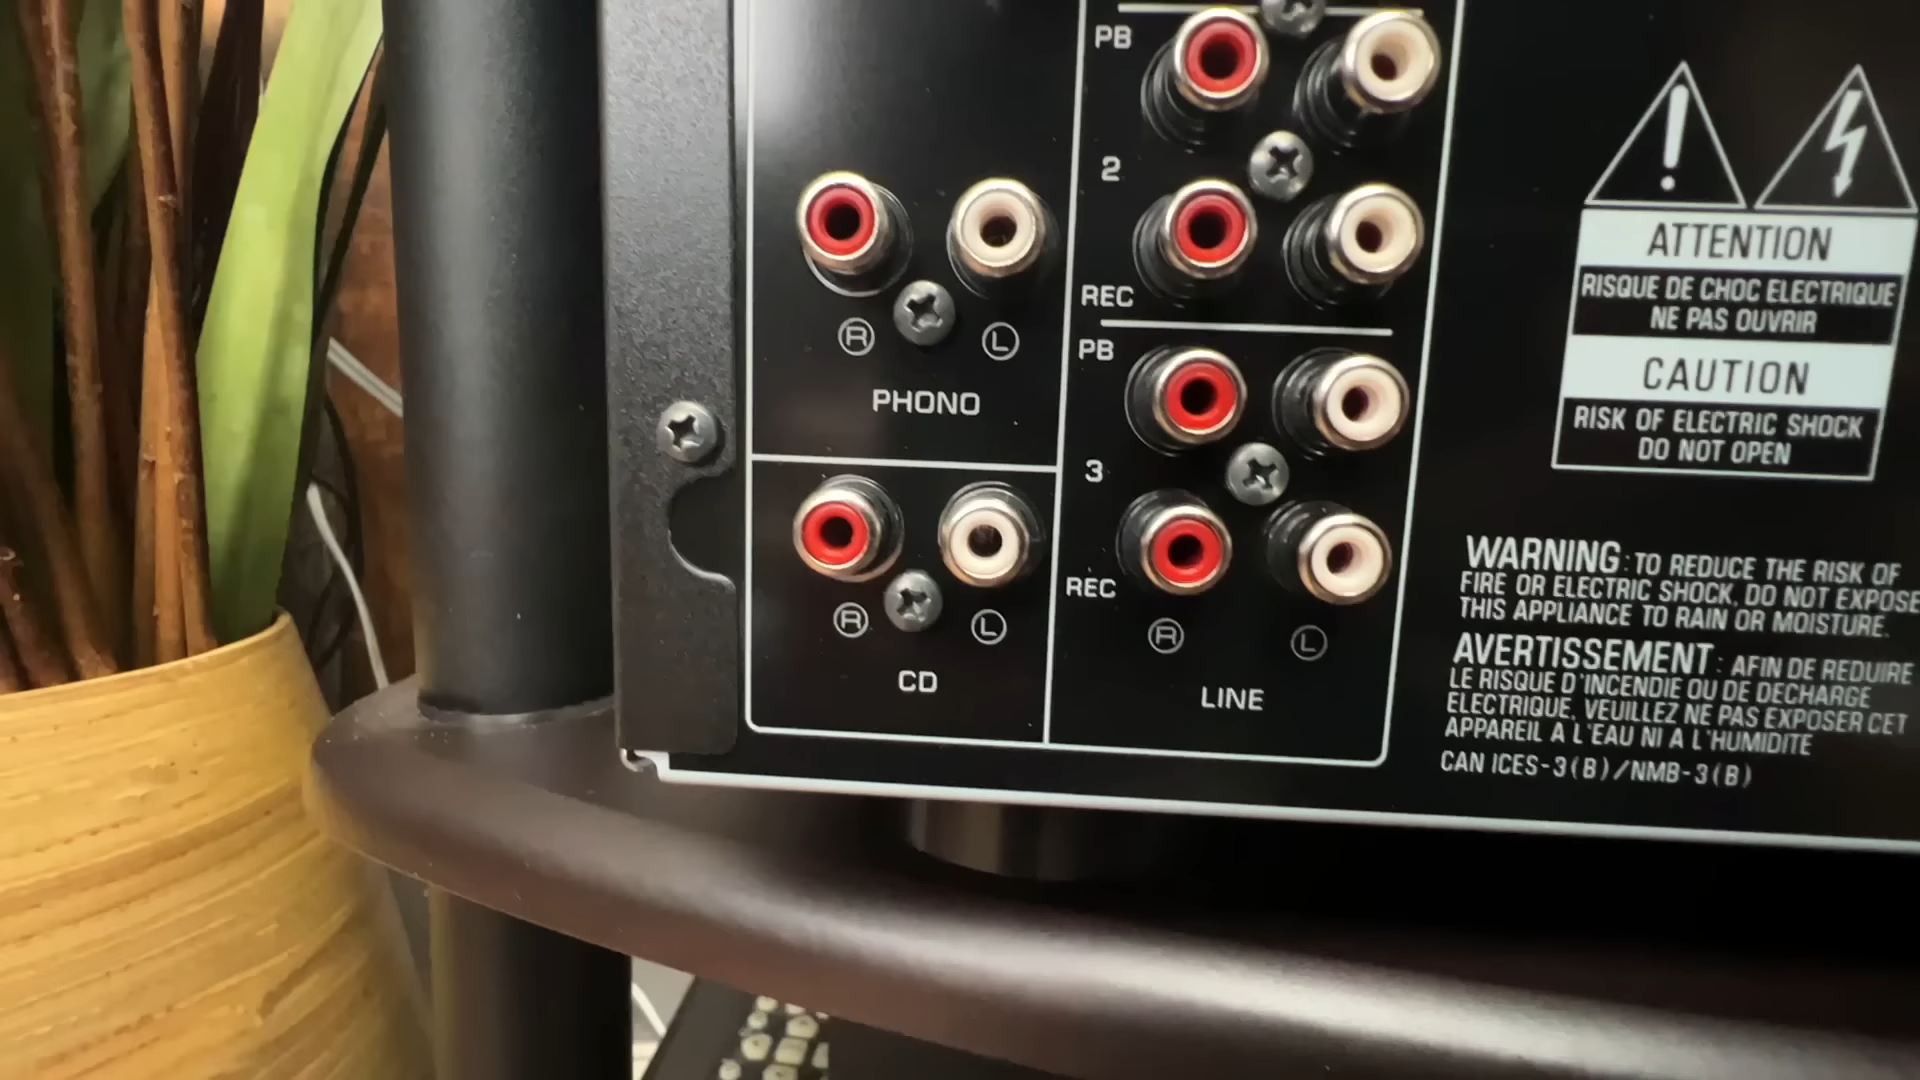 PB
2
REC
PB
3
REC
R L
LINE
R L
PHONO
R L
CD
ATTENTION
RISQUE DE CHOC ELECTRIQUE
NE PAS OUVRIR
CAUTION
RISK OF ELECTRIC SHOCK
DO NOT OPEN
WARNING : TO REDUCE THE RISK OF
FIRE OR ELECTRIC SHOCK, DO NOT EXPOSE
THIS APPLIANCE TO RAIN OR MOISTURE.
AVERTISSEMENT : AFIN DE REDUIRE
LE RISQUE D'INCENDIE OU DE DECHARGE
ELECTRIQUE, VEUILLEZ NE PAS EXPOSER CET
APPAREIL A L'EAU NI A L'HUMIDITE
CAN ICES-3(B)/NMB-3(B)